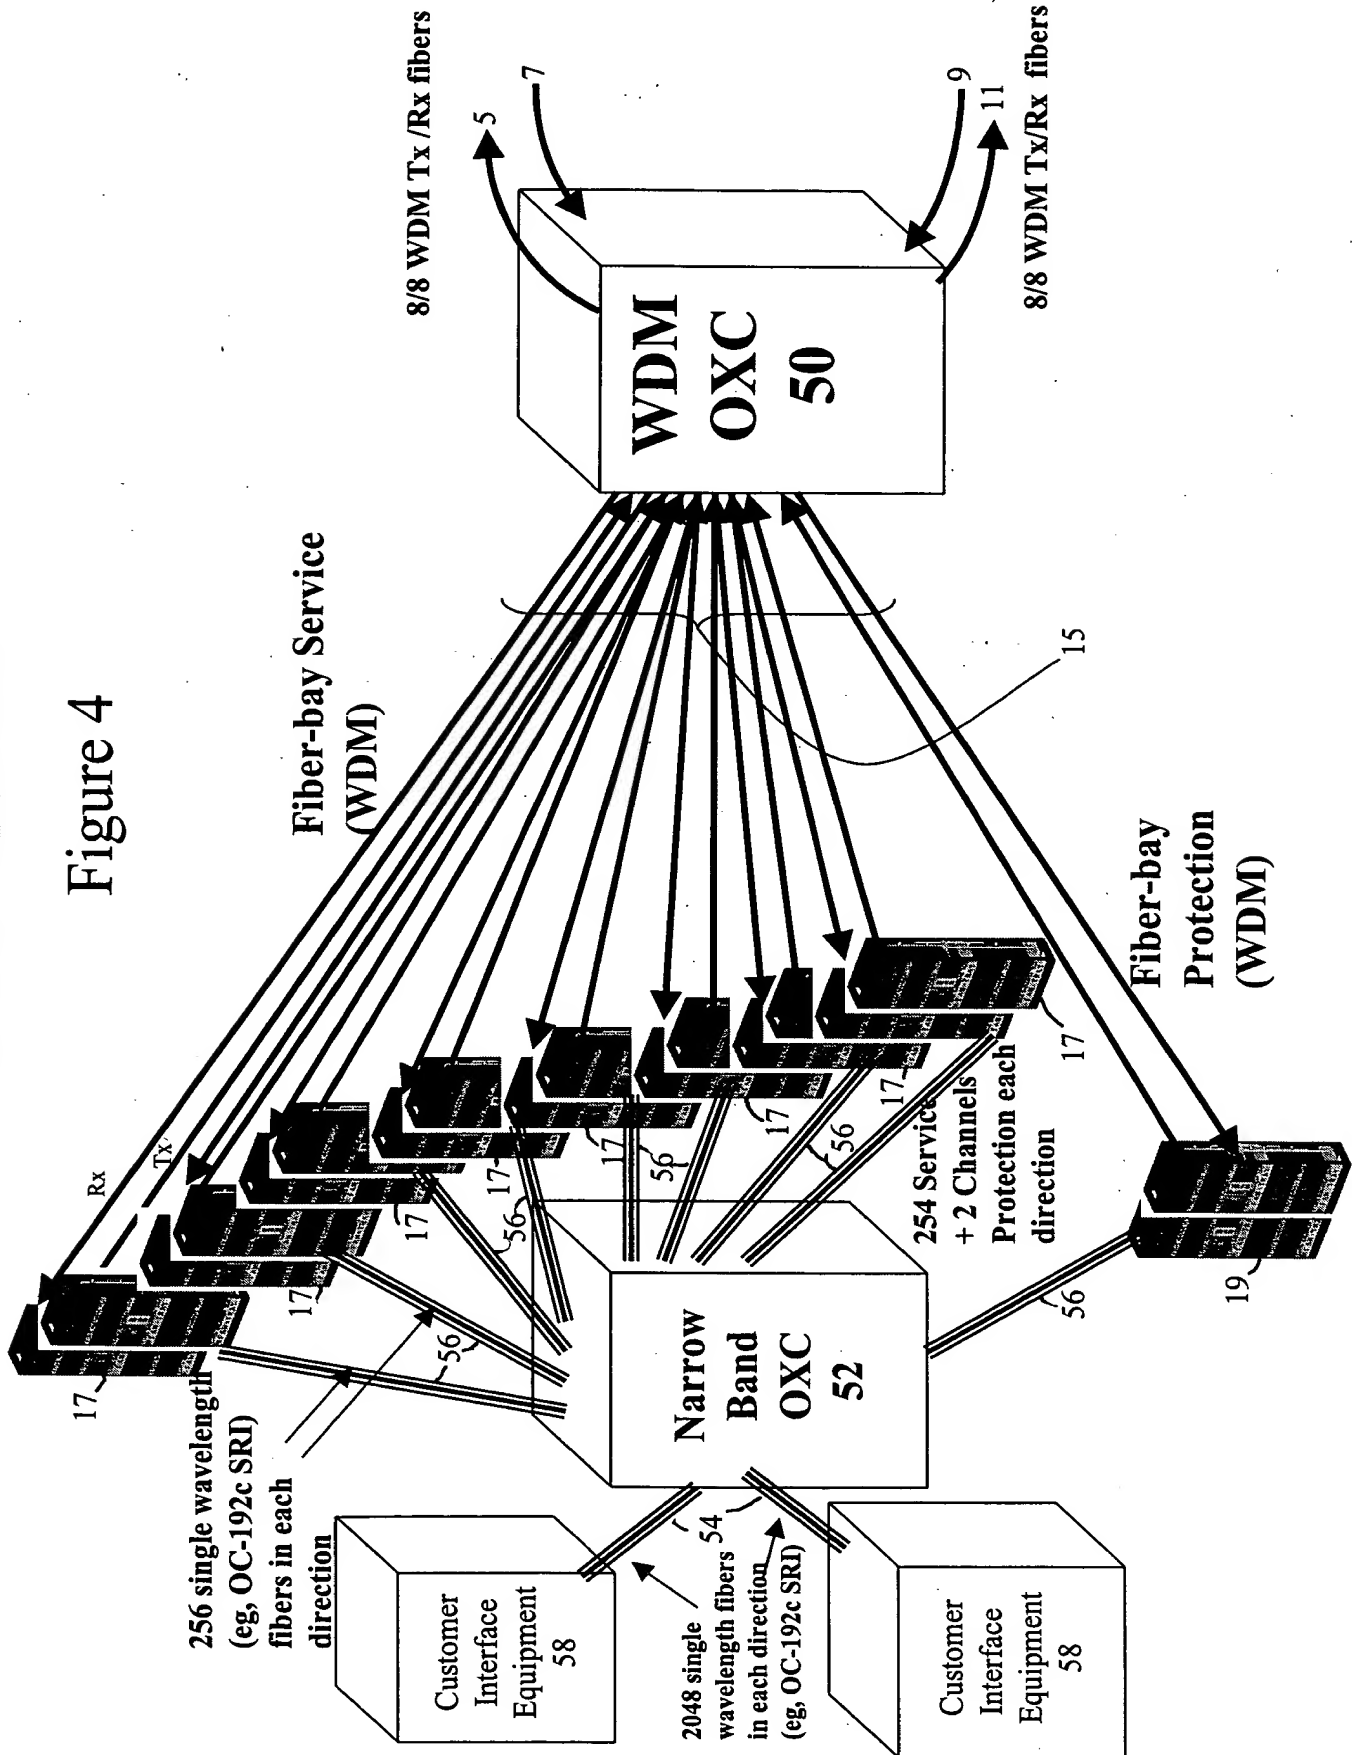 Figure 4
Fiber-bay Service
(WDM)
8/8 WDM Tx /Rx fibers
5
7
WDM
OXC
50
9
11
8/8 WDM Tx/Rx fibers
15
Rx
Tx
17
17
17
17
17
17
17
17
56
56
56
56
56
56
256 single wavelength
(eg, OC-192c SRI)
fibers in each
direction
254 Service
+ 2 Channels
Protection each
direction
Fiber-bay
Protection
(WDM)
19
Narrow
Band
OXC
52
54
2048 single
wavelength fibers
in each direction
(eg, OC-192c SRI)
Customer
Interface
Equipment
58
Customer
Interface
Equipment
58